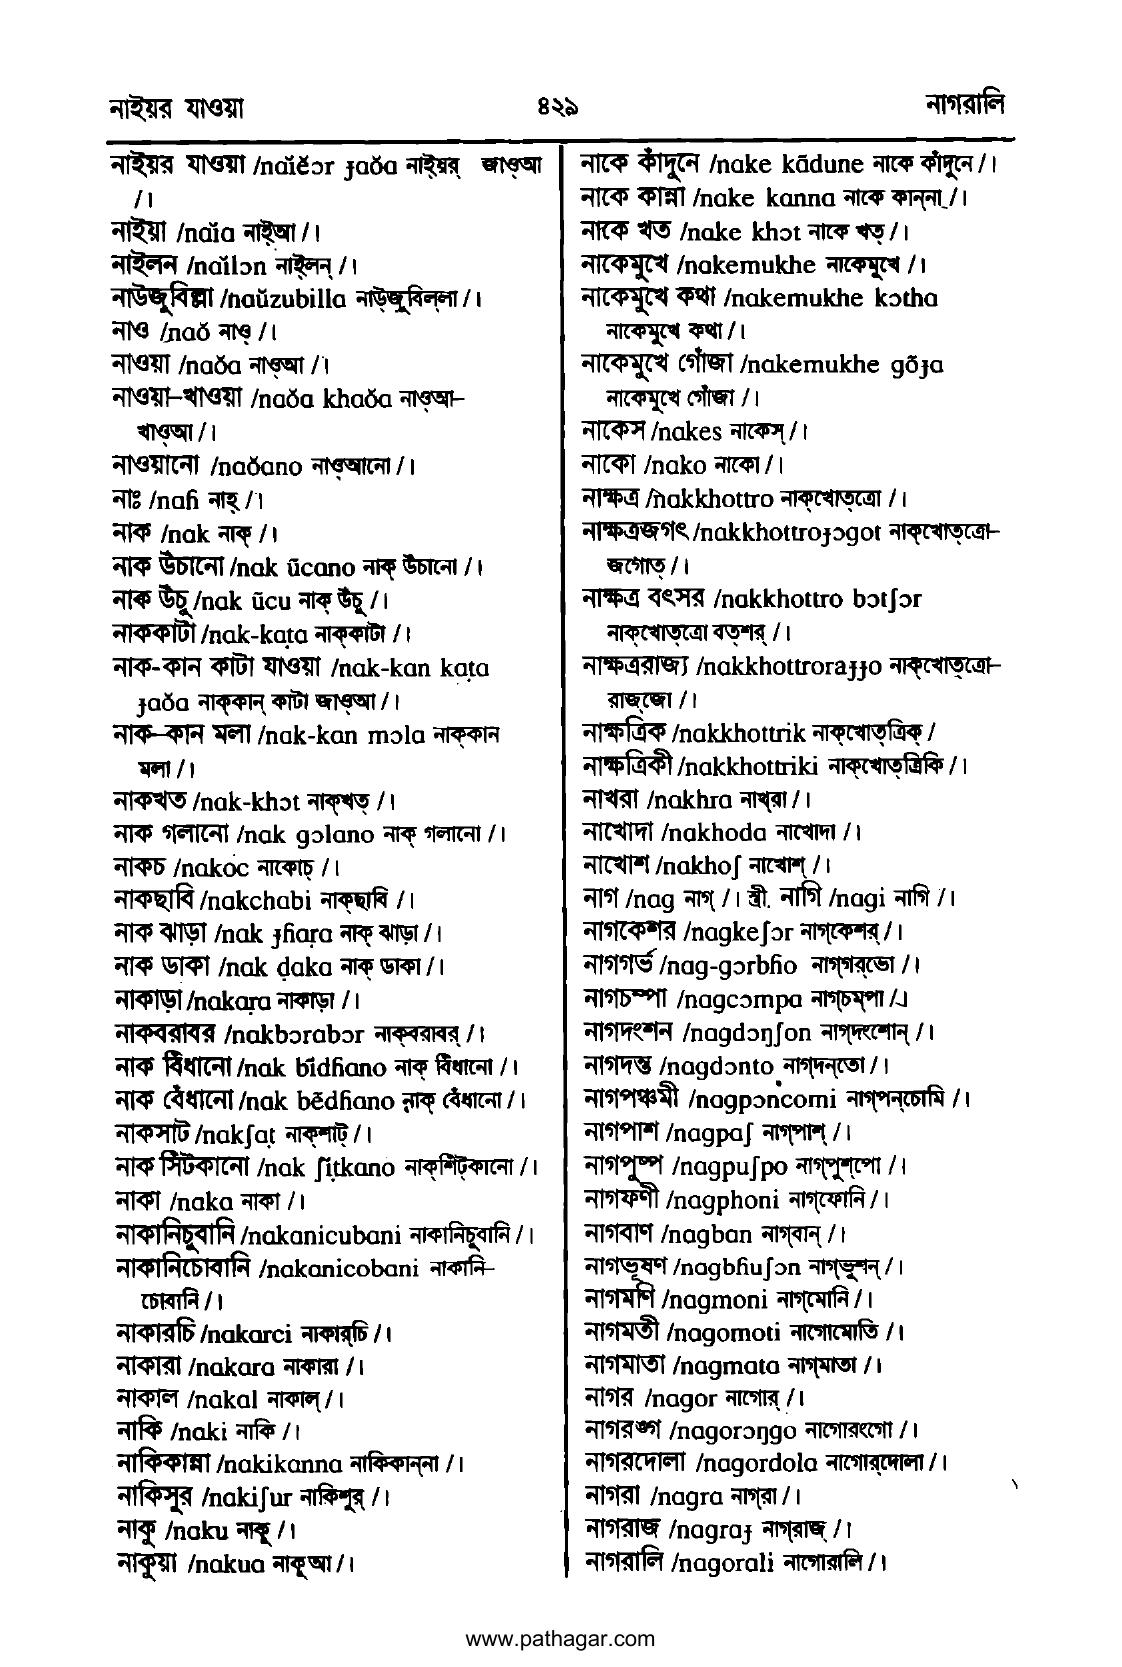 নাইয়র যাওয়া ৪২৯ নাগরালি
নাইয়র যাওয়া /naĭĕɔr ɟaŏa নাই্য়র্ জাও্আ
/।
নাইয়া /naĭa নাই্আ /।
নাইলন /naĭlɔn নাই্লন্ /।
নাউজুবিল্লা /naŭzubilla নাউ্জুবিল্‌লা /।
নাও /naŏ নাও্ /।
নাওয়া /naŏa নাও্আ /।
নাওয়া-খাওয়া /naŏa khaŏa নাও্আ-
খাও্আ /।
নাওয়ানো /naŏano নাও্আনো /।
নাঃ /naɦ নাহ্ /।
নাক /nak নাক্ /।
নাক উঁচানো /nak ũcano নাক্ উঁচানো /।
নাক উঁচু /nak ũcu নাক্ উঁচু /।
নাককাটা /nak-kaṭa নাক্‌কাটা /।
নাক-কান কাটা যাওয়া /nak-kan kaṭa
ɟaŏa নাক্‌কান্ কাটা জাও্আ /।
নাক-কান মলা /nak-kan mɔla নাক্‌কান
মলা /।
নাকখত /nak-khɔt নাক্‌খত্ /।
নাক গলানো /nak gɔlano নাক্ গলানো /।
নাকচ /nakoc নাকোচ্ /।
নাকছাবি /nakchabi নাক্‌ছাবি /।
নাক ঝাড়া /nak ɟɦaṛa নাক্ ঝাড়া /।
নাক ডাকা /nak ḍaka নাক্ ডাকা /।
নাকাড়া /nakaṛa নাকাড়া /।
নাকবরাবর /nakbɔrabɔr নাক্‌বরাবর্ /।
নাক বিঁধানো /nak bĩdɦano নাক্ বিঁধানো /।
নাক বেঁধানো /nak bẽdɦano নাক্ বেঁধানো /।
নাকসাট /nakʃaṭ নাক্‌শাট্ /।
নাক সিঁটকানো /nak ʃĩṭkano নাক্‌শিঁট্‌কানো /।
নাকা /naka নাকা /।
নাকানিচুবানি /nakanicubani নাকানিচুবানি /।
নাকানিচোবানি /nakanicobani নাকানি-
চোবানি /।
নাকারচি /nakarci নাকার্‌চি /।
নাকারা /nakara নাকারা /।
নাকাল /nakal নাকাল্ /।
নাকি /naki নাকি /।
নাকিকান্না /nakikanna নাকিকান্‌না /।
নাকিসুর /nakiʃur নাকিশুর্ /।
নাকু /naku নাকু /।
নাকুয়া /nakua নাকুআ /।
নাকে কাঁদুনে /nake kãdune নাকে কাঁদুনে /।
নাকে কান্না /nake kanna নাকে কান্‌না /।
নাকে খত /nake khɔt নাকে খত্ /।
নাকেমুখে /nakemukhe নাকেমুখে /।
নাকেমুখে কথা /nakemukhe kɔtha
নাকেমুখে কথা /।
নাকেমুখে গোঁজা /nakemukhe gõɟa
নাকেমুখে গোঁজা /।
নাকেস /nakes নাকেস্ /।
নাকো /nako নাকো /।
নাক্ষত্র /nakkhottro নাক্‌খোত্‌ত্রো /।
নাক্ষত্রজগৎ /nakkhottroɟɔgot নাক্‌খোত্‌ত্রো-
জগোত্ /।
নাক্ষত্র বৎসর /nakkhottro bɔtʃɔr
নাক্‌খোত্‌ত্রো বত্‌শর্ /।
নাক্ষত্ররাজ্য /nakkhottroraɟɟo নাক্‌খোত্‌ত্রো-
রাজ্‌জো /।
নাক্ষত্রিক /nakkhottrik নাক্‌খোত্‌ত্রিক্ /
নাক্ষত্রিকী /nakkhottriki নাক্‌খোত্‌ত্রিকি /।
নাখরা /nakhra নাখ্‌রা /।
নাখোদা /nakhoda নাখোদা /।
নাখোশ /nakhoʃ নাখোশ্ /।
নাগ /nag নাগ্ /। স্ত্রী. নাগি /nagi নাগি /।
নাগকেশর /nagkeʃɔr নাগ্‌কেশর্ /।
নাগগর্ভ /nag-gɔrbɦo নাগ্‌গর্‌ভো /।
নাগচম্পা /nagcɔmpa নাগ্‌চম্‌পা /।
নাগদংশন /nagdɔŋʃon নাগ্‌দংশোন্ /।
নাগদন্ত /nagdɔnto নাগ্‌দন্‌তো /।
নাগপঞ্চমী /nagpɔncomi নাগ্‌পন্‌চোমি /।
নাগপাশ /nagpaʃ নাগ্‌পাশ্ /।
নাগপুষ্প /nagpuʃpo নাগ্‌পুশ্‌পো /।
নাগফণী /nagphoni নাগ্‌ফোনি /।
নাগবাণ /nagban নাগ্‌বান্ /।
নাগভূষণ /nagbɦuʃɔn নাগ্‌ভুশন্ /।
নাগমণি /nagmoni নাগ্‌মোনি /।
নাগমতী /nagomoti নাগোমোতি /।
নাগমাতা /nagmata নাগ্‌মাতা /।
নাগর /nagor নাগোর্ /।
নাগরঙ্গ /nagorɔŋgo নাগোরংগো /।
নাগরদোলা /nagordola নাগোর্‌দোলা /।
নাগরা /nagra নাগ্‌রা /।
নাগরাজ /nagraɟ নাগ্‌রাজ্ /।
নাগরালি /nagorali নাগোরালি /।
www.pathagar.com